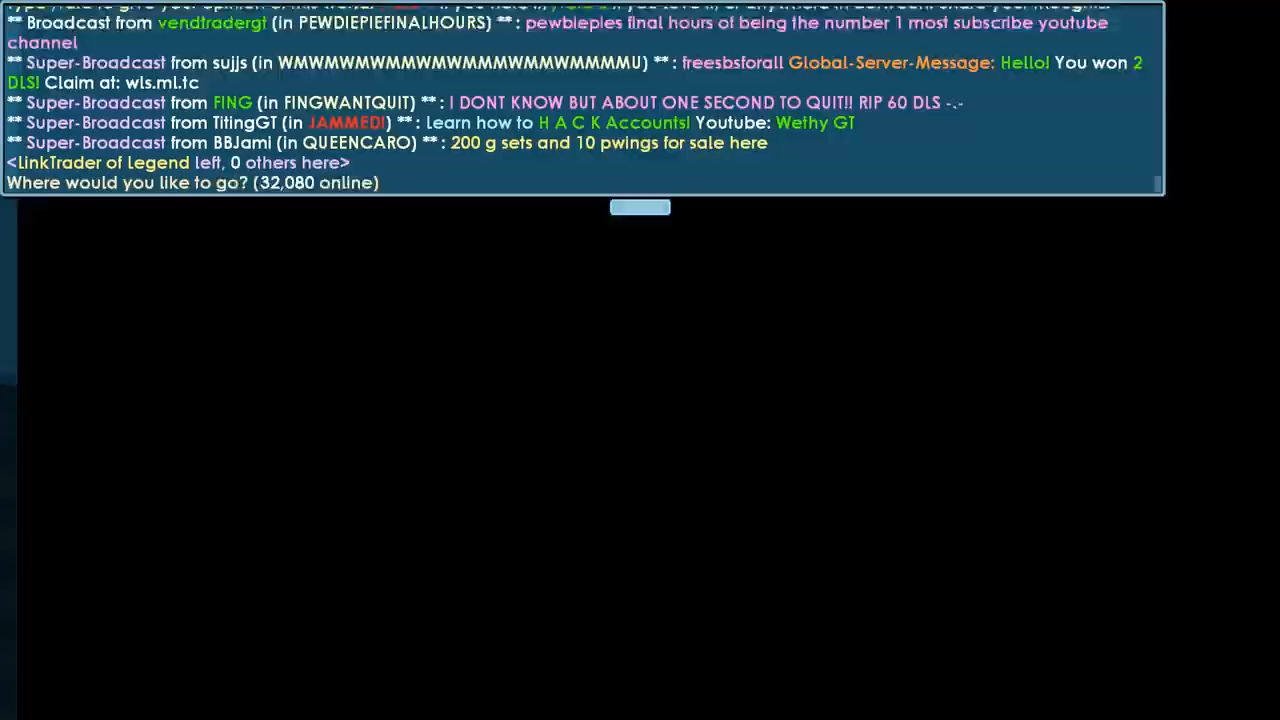 ** Broadcast from vendtradergt (in PEWDIEPIEFINALHOURS) ** : pewbiepies final hours of being the number 1 most subscribe youtube
channel
** Super-Broadcast from sujjs (in WMWMWMWMMWMWMMMWMMWMMMMU) ** : freesbsforall Global-Server-Message: Hello! You won 2
DLS! Claim at: wls.ml.tc
** Super-Broadcast from FING (in FINGWANTQUIT) ** : I DONT KNOW BUT ABOUT ONE SECOND TO QUIT!! RIP 60 DLS -.-
** Super-Broadcast from TitingGT (in JAMMED!) ** : Learn how to H A C K Accounts! Youtube: Wethy GT
** Super-Broadcast from BBJami (in QUEENCARO) ** : 200 g sets and 10 pwings for sale here
<LinkTrader of Legend left, 0 others here>
Where would you like to go? (32,080 online)